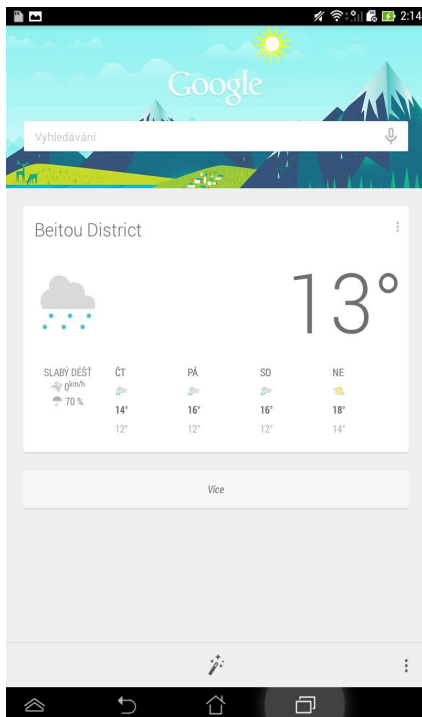 2:14
Google
Vyhledávání
Beitou District
13°
SLABÝ DÉŠŤ
0km/h
70 %
ČT PÁ SO NE
14° 16° 16° 18°
12° 12° 12° 14°
Více